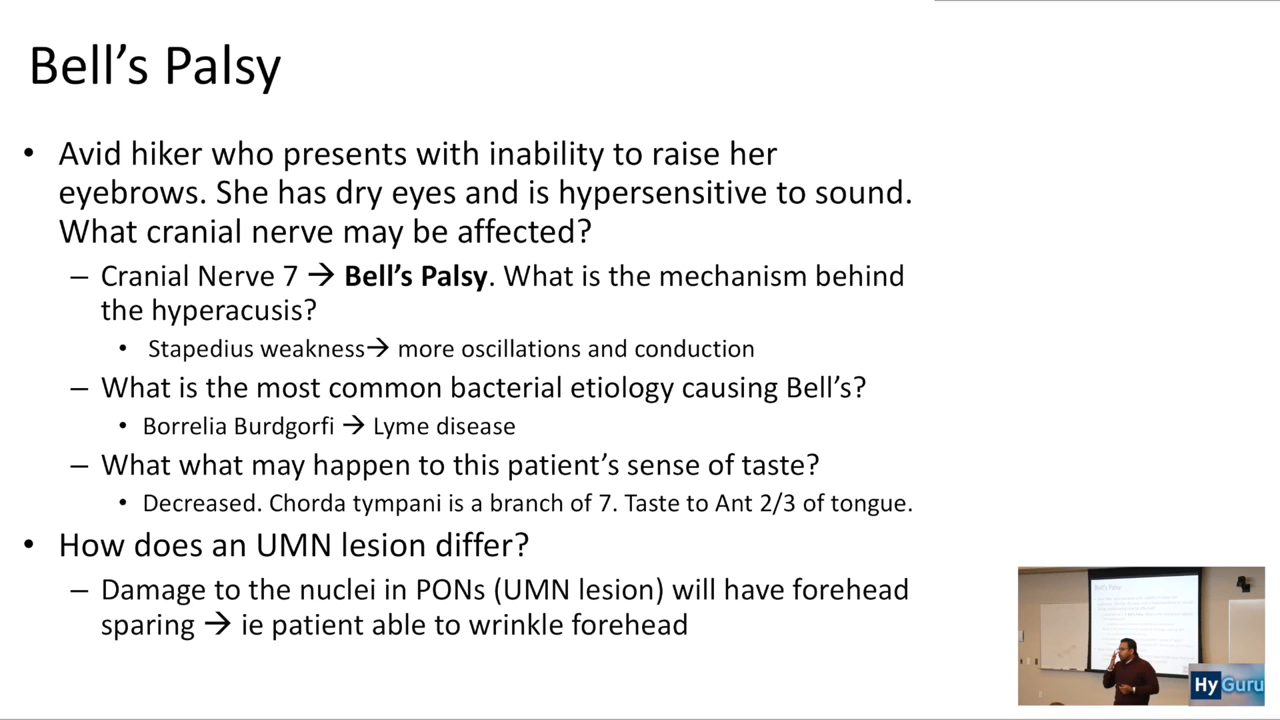 Bell's Palsy
• Avid hiker who presents with inability to raise her
eyebrows. She has dry eyes and is hypersensitive to sound.
What cranial nerve may be affected?
– Cranial Nerve 7 → Bell's Palsy. What is the mechanism behind
the hyperacusis?
• Stapedius weakness→ more oscillations and conduction
– What is the most common bacterial etiology causing Bell's?
• Borrelia Burdgorfi → Lyme disease
– What what may happen to this patient's sense of taste?
• Decreased. Chorda tympani is a branch of 7. Taste to Ant 2/3 of tongue.
• How does an UMN lesion differ?
– Damage to the nuclei in PONs (UMN lesion) will have forehead
sparing → ie patient able to wrinkle forehead
Bell's Palsy
HyGuru